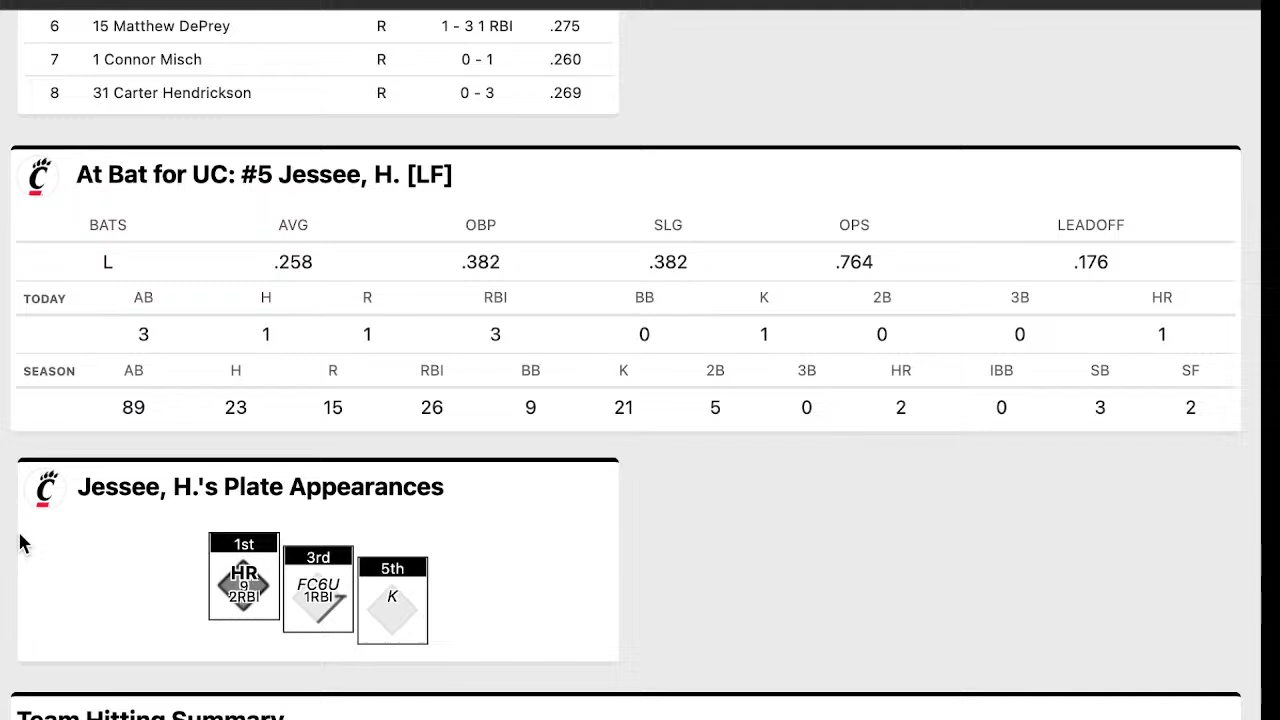 6 15 Matthew DePrey R 1 - 3 1 RBI .275
7 1 Connor Misch R 0 - 1 .260
8 31 Carter Hendrickson R 0 - 3 .269
At Bat for UC: #5 Jessee, H. [LF]
BATS AVG OBP SLG OPS LEADOFF
L .258 .382 .382 .764 .176
TODAY AB H R RBI BB K 2B 3B HR
3 1 1 3 0 1 0 0 1
SEASON AB H R RBI BB K 2B 3B HR IBB SB SF
89 23 15 26 9 21 5 0 2 0 3 2
Jessee, H.'s Plate Appearances
1st
HR
9
2RBI
3rd
FC6U
1RBI
5th
K
Team Hitting Summary